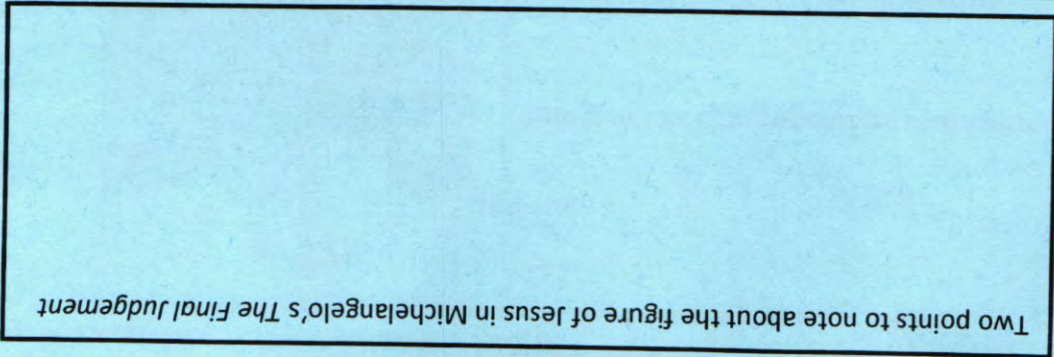 Two points to note about the figure of Jesus in Michelangelo's The Final Judgement